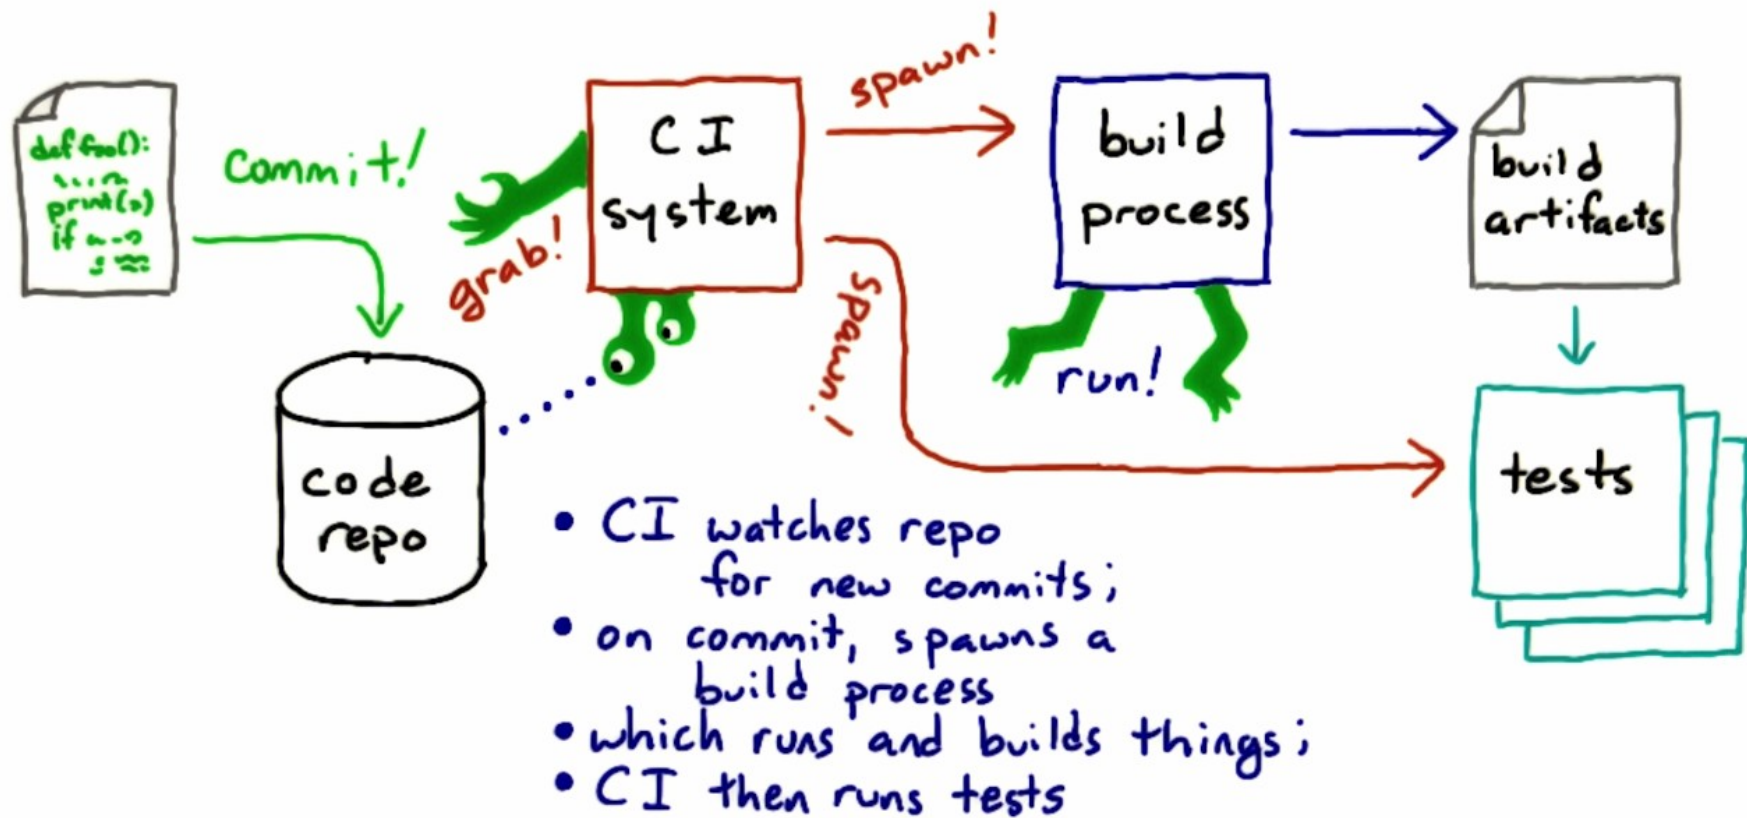 def foo():
print(s)
if
commit!
grab!
CI
system
spawn!
spawn!
build
process
run!
build
artifacts
tests
code
repo
• CI watches repo
for new commits;
• on commit, spawns a
build process
• which runs and builds things;
• CI then runs tests